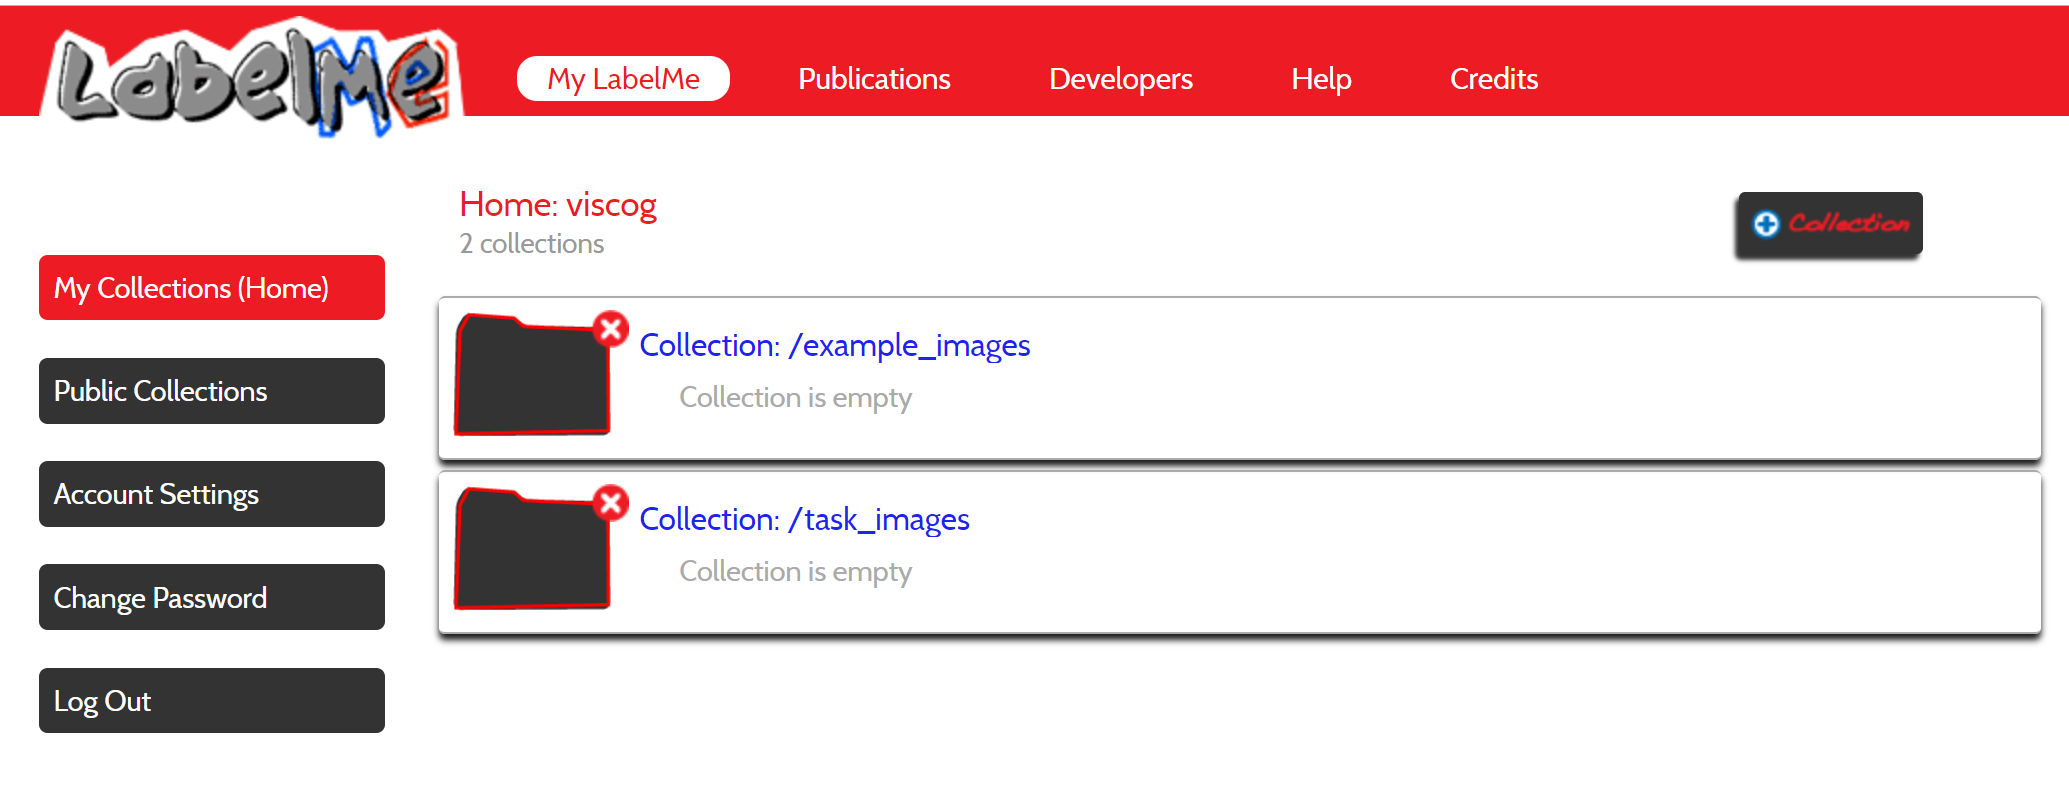 LabelMe
My LabelMe Publications Developers Help Credits
Home: viscog
2 collections
Collection
My Collections (Home)
Public Collections
Account Settings
Change Password
Log Out
Collection: /example_images
Collection is empty
Collection: /task_images
Collection is empty